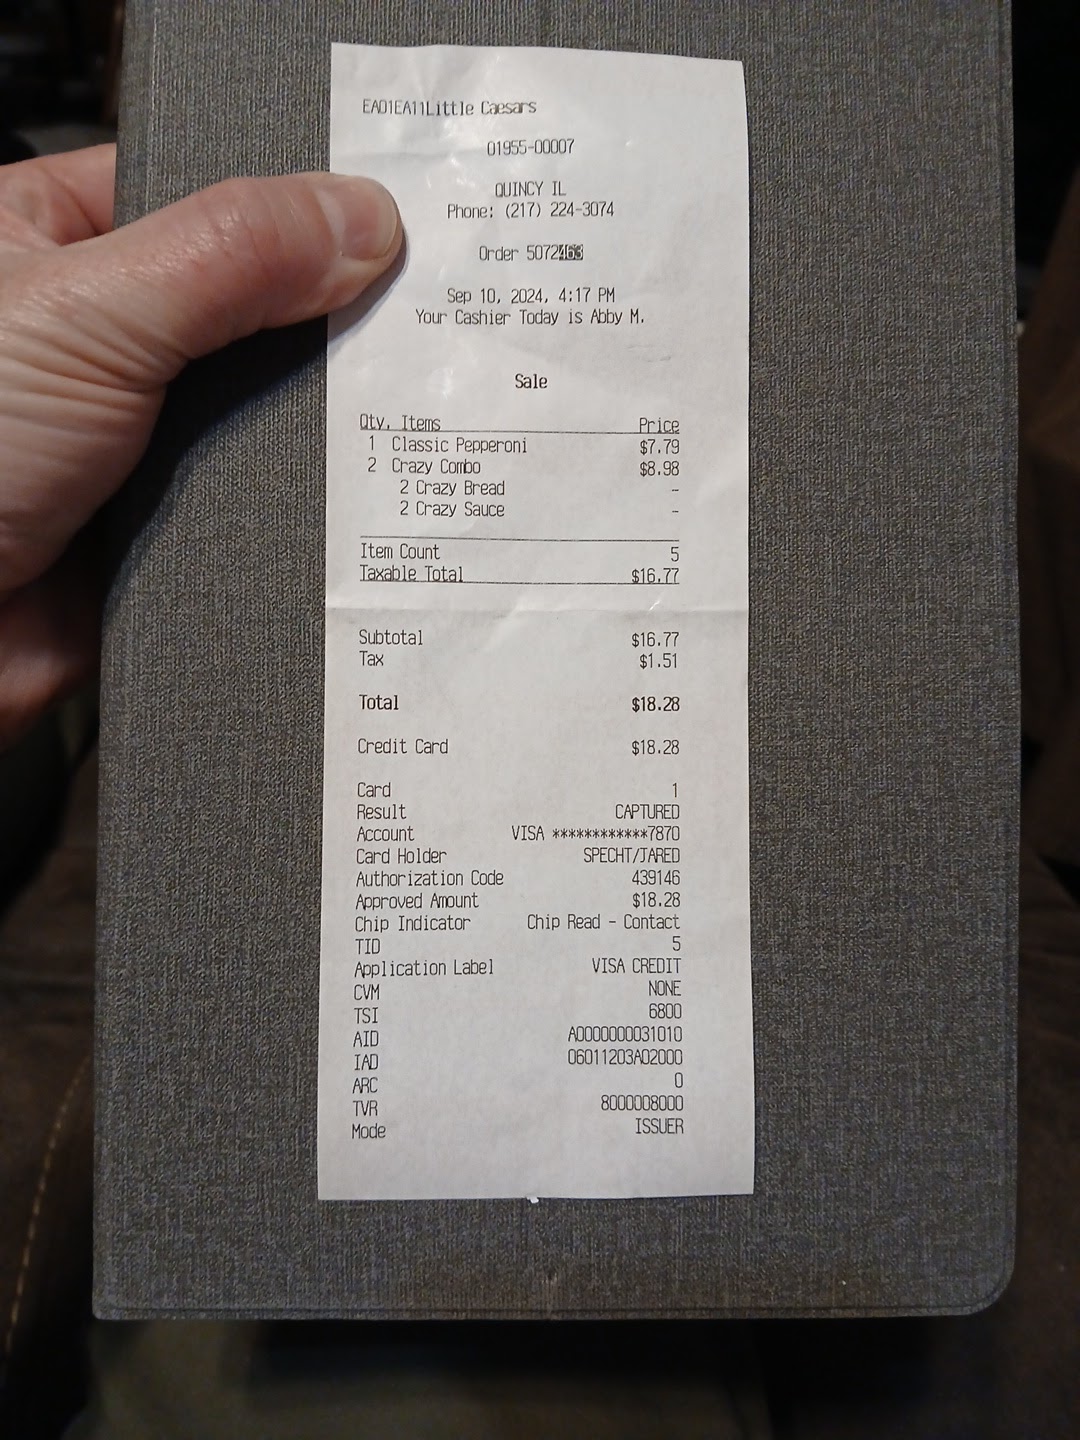 EA01EA11Little Caesars
01955-00007
QUINCY IL
Phone: (217) 224-3074
Order 5072463
Sep 10, 2024, 4:17 PM
Your Cashier Today is Abby M.
Sale
Qty. Items Price
1 Classic Pepperoni $7.79
2 Crazy Combo $8.98
2 Crazy Bread -
2 Crazy Sauce -
Item Count 5
Taxable Total $16.77
Subtotal $16.77
Tax $1.51
Total $18.28
Credit Card $18.28
Card 1
Result CAPTURED
Account VISA ************7870
Card Holder SPECHT/JARED
Authorization Code 439146
Approved Amount $18.28
Chip Indicator Chip Read - Contact
TID 5
Application Label VISA CREDIT
CVM NONE
TSI 6800
AID A0000000031010
IAD 06011203A02000
ARC 0
TVR 8000008000
Mode ISSUER